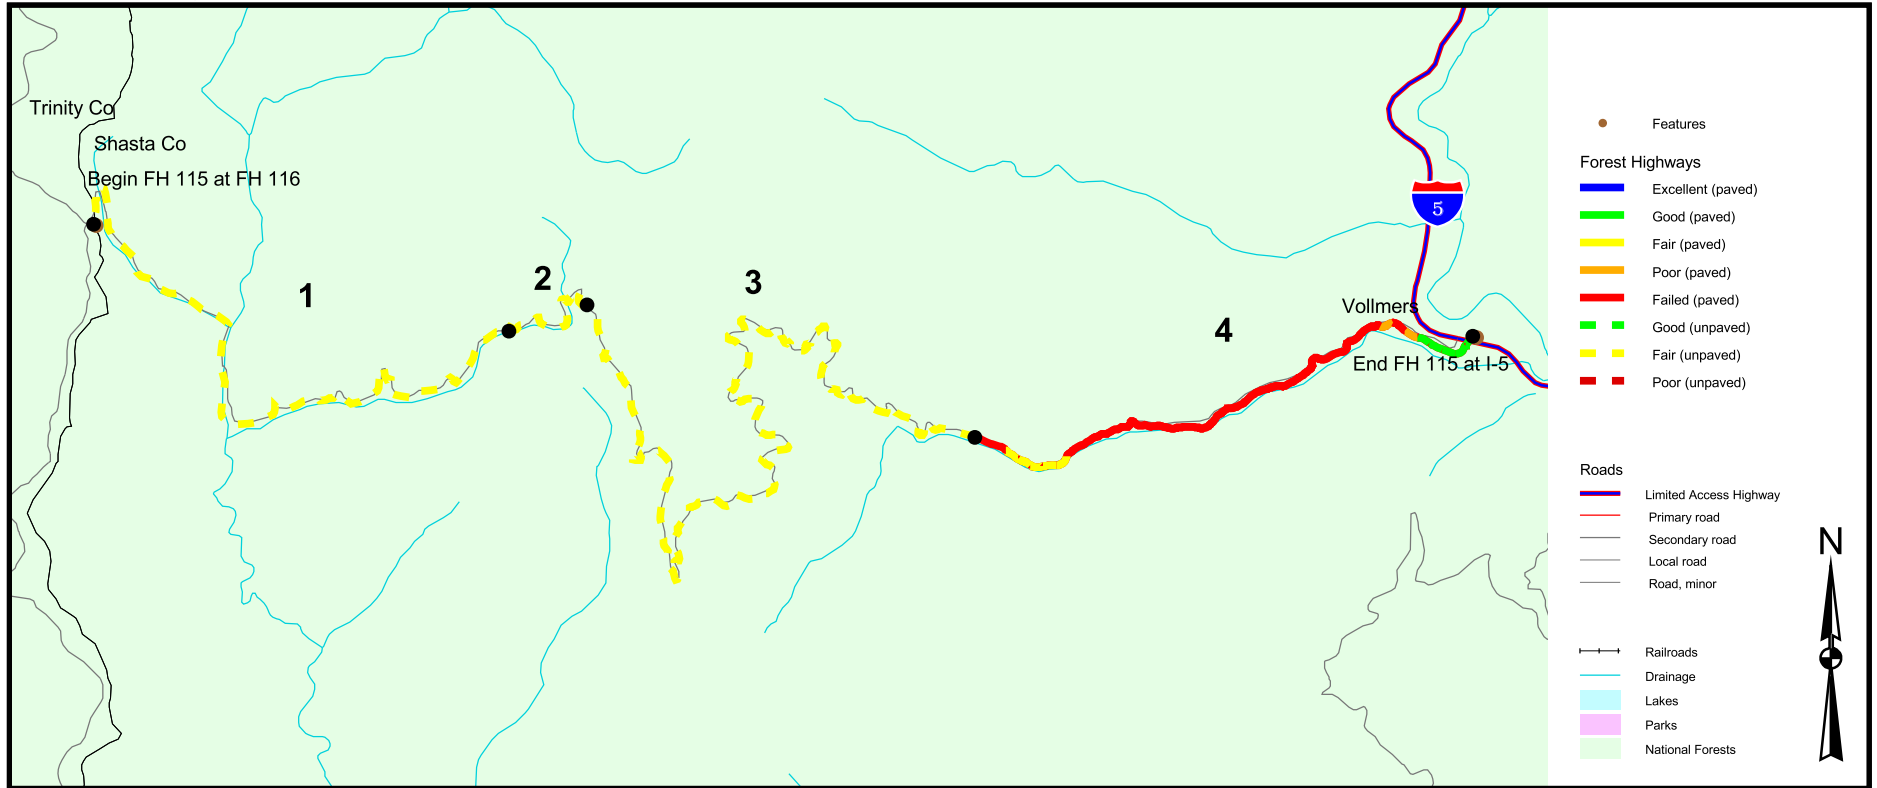 Trinity Co
Shasta Co
Begin FH 115 at FH 116
1
2
3
4
5
Vollmers
End FH 115 at I-5
Features
Forest Highways
Excellent (paved)
Good (paved)
Fair (paved)
Poor (paved)
Failed (paved)
Good (unpaved)
Fair (unpaved)
Poor (unpaved)
Roads
Limited Access Highway
Primary road
Secondary road
Local road
Road, minor
Railroads
Drainage
Lakes
Parks
National Forests
N